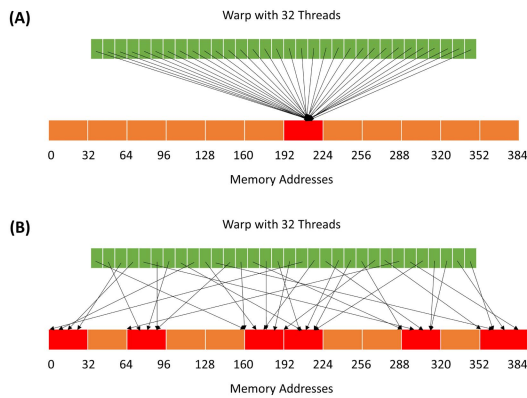 (A)
Warp with 32 Threads
0 32 64 96 128 160 192 224 256 288 320 352 384
Memory Addresses
(B)
Warp with 32 Threads
0 32 64 96 128 160 192 224 256 288 320 352 384
Memory Addresses